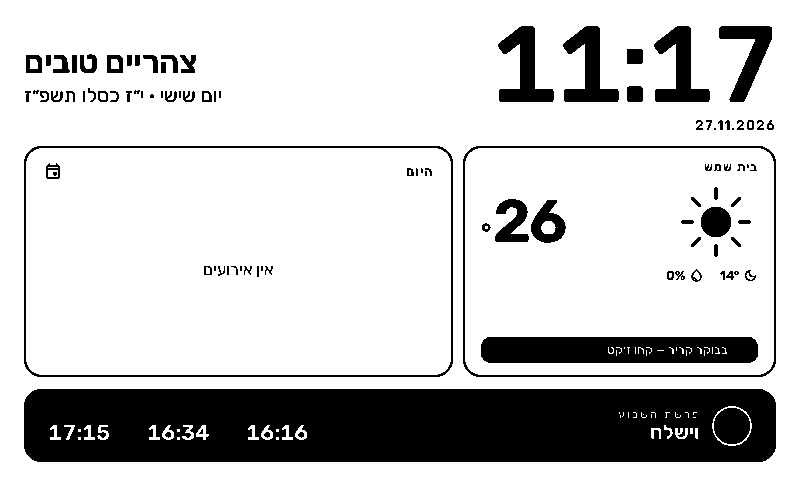 11:17
27.11.2026
צהריים טובים
יום שישי • י״ז כסלו תשפ״ז
בית שמש
26°
14° 0%
בבוקר קריר – קחו ז׳קט
היום
אין אירועים
פרשת השבוע
וישלח
16:16 16:34 17:15